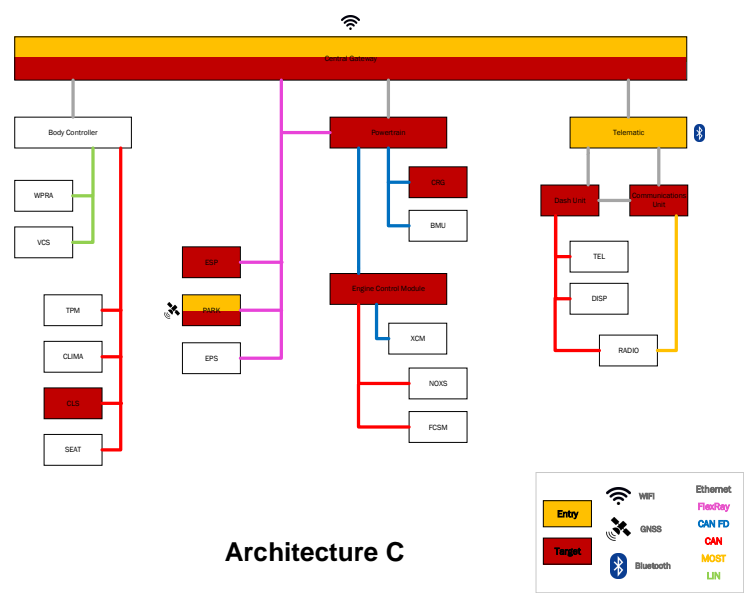 Central Gateway
Body Controller
Powertrain
Telematic
WPRA
CRG
Dash Unit
Communications Unit
VCS
BMU
ESP
TEL
TPM
PARK
Engine Control Module
DISP
CLIMA
EPS
XCM
RADIO
CLS
NOXS
SEAT
FCSM
Architecture C
Entry
Target
WiFi
GNSS
Bluetooth
Ethernet
FlexRay
CAN FD
CAN
MOST
LIN